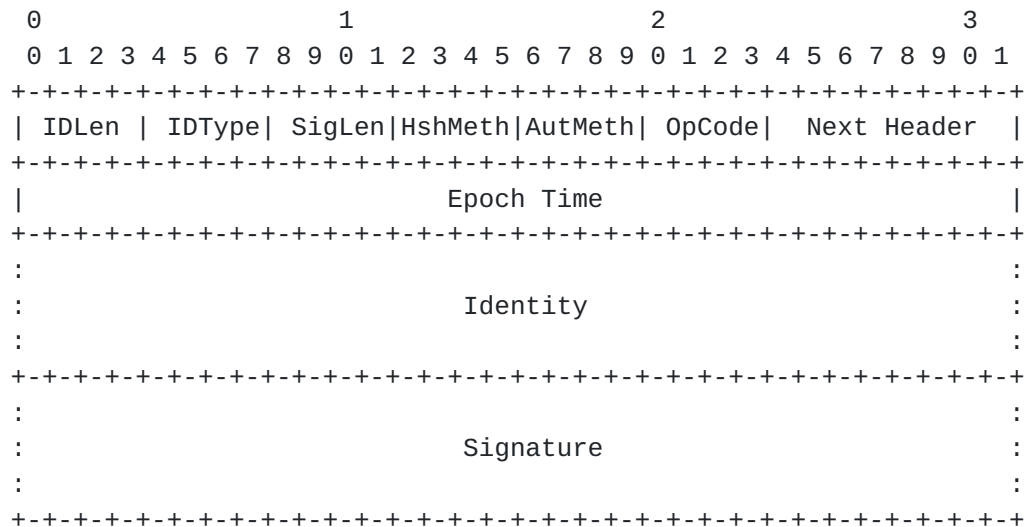 0                   1                   2                   3
 0 1 2 3 4 5 6 7 8 9 0 1 2 3 4 5 6 7 8 9 0 1 2 3 4 5 6 7 8 9 0 1
+-+-+-+-+-+-+-+-+-+-+-+-+-+-+-+-+-+-+-+-+-+-+-+-+-+-+-+-+-+-+-+-+
| IDLen | IDType| SigLen|HshMeth|AutMeth| OpCode|  Next Header  |
+-+-+-+-+-+-+-+-+-+-+-+-+-+-+-+-+-+-+-+-+-+-+-+-+-+-+-+-+-+-+-+-+
|                           Epoch Time                          |
+-+-+-+-+-+-+-+-+-+-+-+-+-+-+-+-+-+-+-+-+-+-+-+-+-+-+-+-+-+-+-+-+
:                                                               :
:                            Identity                           :
:                                                               :
+-+-+-+-+-+-+-+-+-+-+-+-+-+-+-+-+-+-+-+-+-+-+-+-+-+-+-+-+-+-+-+-+
:                                                               :
:                            Signature                          :
:                                                               :
+-+-+-+-+-+-+-+-+-+-+-+-+-+-+-+-+-+-+-+-+-+-+-+-+-+-+-+-+-+-+-+-+